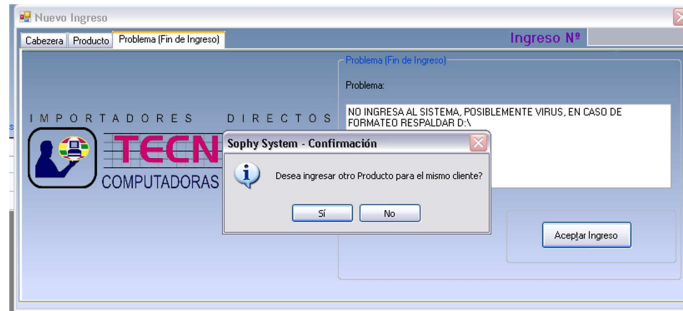 Nuevo Ingreso
Cabezera Producto Problema (Fin de Ingreso)
Ingreso Nº
Problema (Fin de Ingreso)
Problema:
NO INGRESA AL SISTEMA, POSIBLEMENTE VIRUS, EN CASO DE
FORMATEO RESPALDAR D:\
IMPORTADORES DIRECTOS
TECN
COMPUTADORAS
Sophy System - Confirmación
Desea ingresar otro Producto para el mismo cliente?
Sí No
Aceptar Ingreso